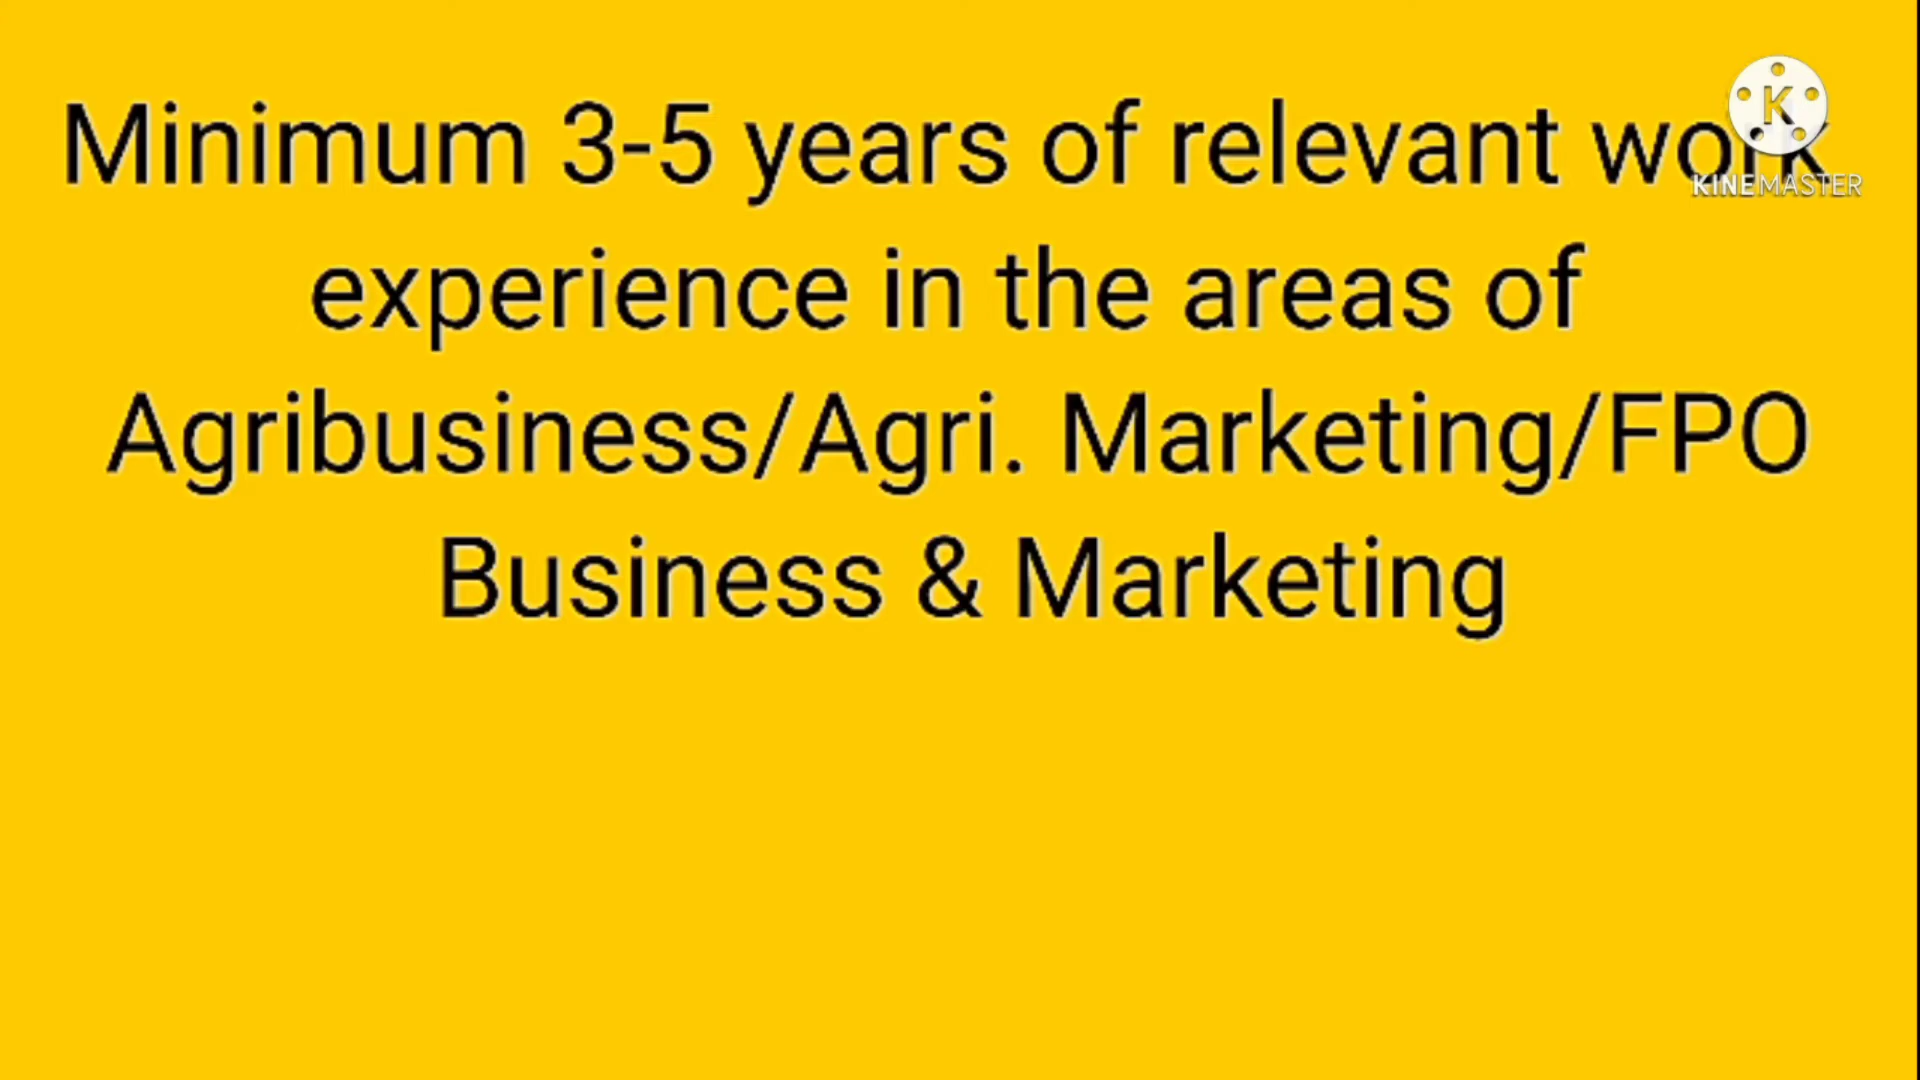 Minimum 3-5 years of relevant work
experience in the areas of
Agribusiness/Agri. Marketing/FPO
Business & Marketing
K
KINEMASTER